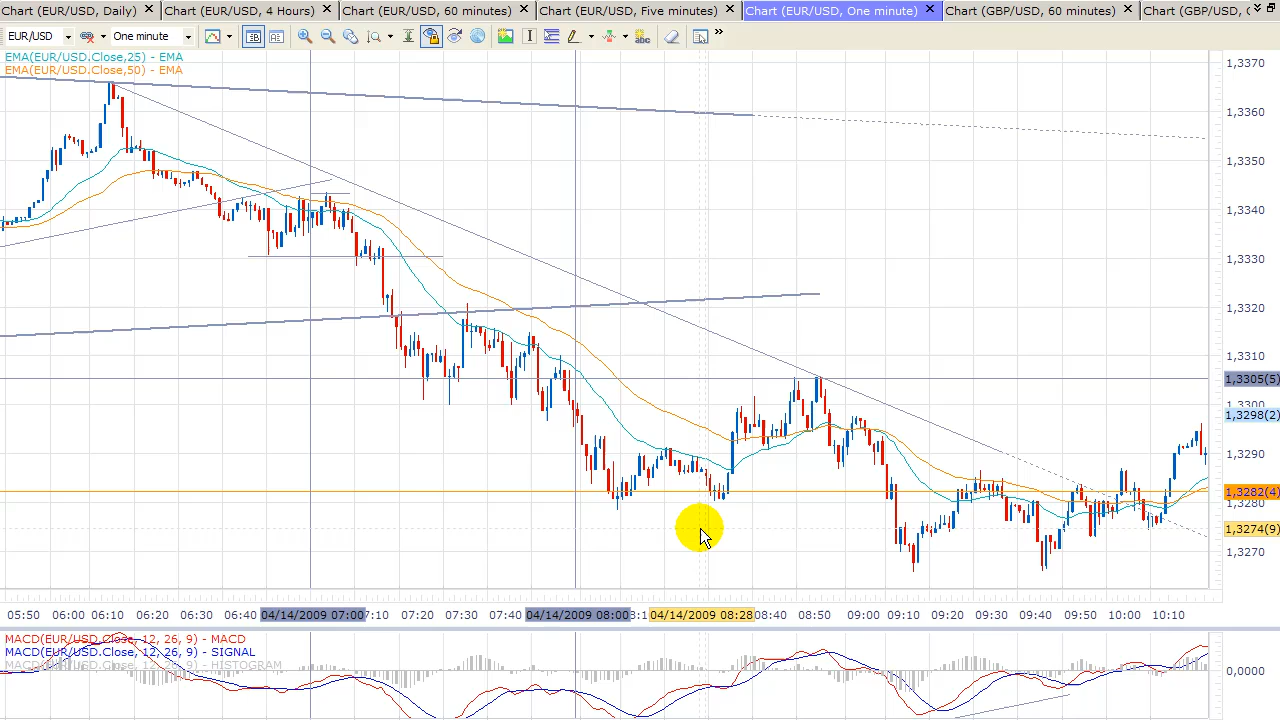 Chart (EUR/USD, Daily) Chart (EUR/USD, 4 Hours) Chart (EUR/USD, 60 minutes) Chart (EUR/USD, Five minutes) Chart (EUR/USD, One minute) Chart (GBP/USD, 60 minutes) Chart (GBP/USD,
EUR/USD One minute
EMA(EUR/USD.Close,25) - EMA
EMA(EUR/USD.Close,50) - EMA
1,3370
1,3360
1,3350
1,3340
1,3330
1,3320
1,3310
1,3305(5)
1,3300
1,3298(2)
1,3290
1,3282(4)
1,3280
1,3274(9)
1,3270
05:50 06:00 06:10 06:20 06:30 06:40 04/14/2009 07:00 7:10 07:20 07:30 07:40 04/14/2009 08:00 8:1 04/14/2009 08:28 08:40 08:50 09:00 09:10 09:20 09:30 09:40 09:50 10:00 10:10
MACD(EUR/USD.Close, 12, 26, 9) - MACD
MACD(EUR/USD.Close, 12, 26, 9) - SIGNAL
MACD(EUR/USD.Close, 12, 26, 9) - HISTOGRAM
0,0000